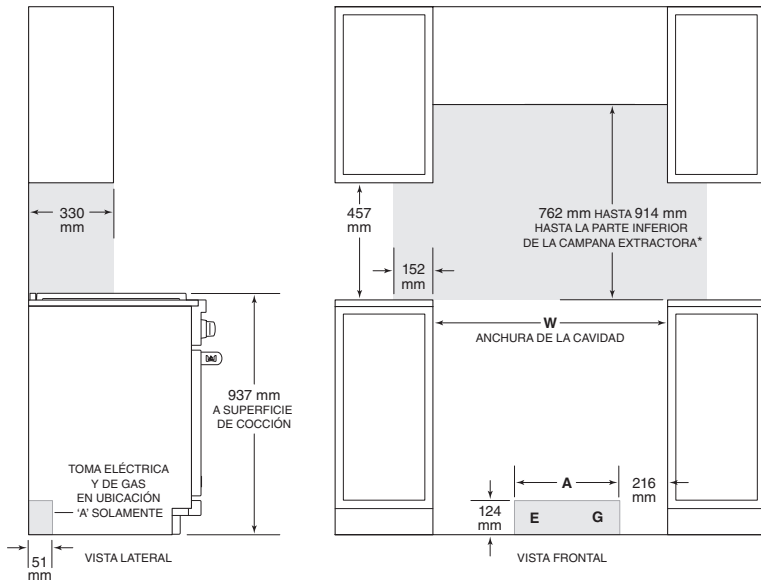 330
mm
937 mm
A SUPERFICIE
DE COCCIÓN
TOMA ELÉCTRICA
Y DE GAS
EN UBICACIÓN
'A' SOLAMENTE
51
mm
VISTA LATERAL
457
mm
152
mm
762 mm HASTA 914 mm
HASTA LA PARTE INFERIOR
DE LA CAMPANA EXTRACTORA*
W
ANCHURA DE LA CAVIDAD
A
216
mm
124
mm
E G
VISTA FRONTAL